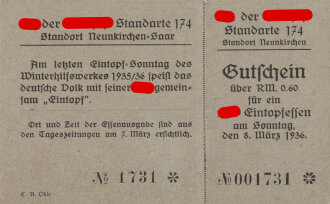 der Standarte 174
Standort Neunkirchen-Saar
Am letzten Eintopf-Sonntag des
Winterhilfswerkes 1935/36 speist das
deutsche Volk mit seiner gemein-
sam „Eintopf".
Ort und Zeit der Essenausgabe sind aus
den Tageszeitungen am 7. März ersichtlich.
№ 1731 ✻
C. A. Ohle
der Standarte 174
Standort Neunkirchen
Gutschein
über RM. 0.60
für ein
Eintopfessen
am Sonntag,
den 8. März 1936.
№ 001731 ✻